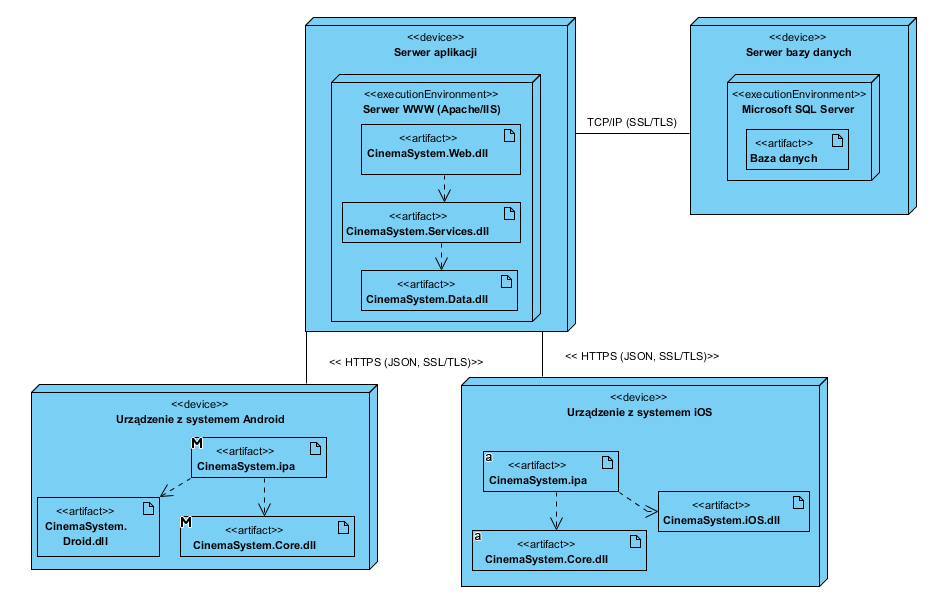 <<device>>
Serwer aplikacji
<<executionEnvironment>>
Serwer WWW (Apache/IIS)
<<artifact>>
CinemaSystem.Web.dll
<<artifact>>
CinemaSystem.Services.dll
<<artifact>>
CinemaSystem.Data.dll
TCP/IP (SSL/TLS)
<<device>>
Serwer bazy danych
<<executionEnvironment>>
Microsoft SQL Server
<<artifact>>
Baza danych
<< HTTPS (JSON, SSL/TLS)>>
<< HTTPS (JSON, SSL/TLS)>>
<<device>>
Urządzenie z systemem Android
M
<<artifact>>
CinemaSystem.ipa
<<artifact>>
CinemaSystem.
Droid.dll
M
<<artifact>>
CinemaSystem.Core.dll
<<device>>
Urządzenie z systemem iOS
a
<<artifact>>
CinemaSystem.ipa
<<artifact>>
CinemaSystem.iOS.dll
a
<<artifact>>
CinemaSystem.Core.dll